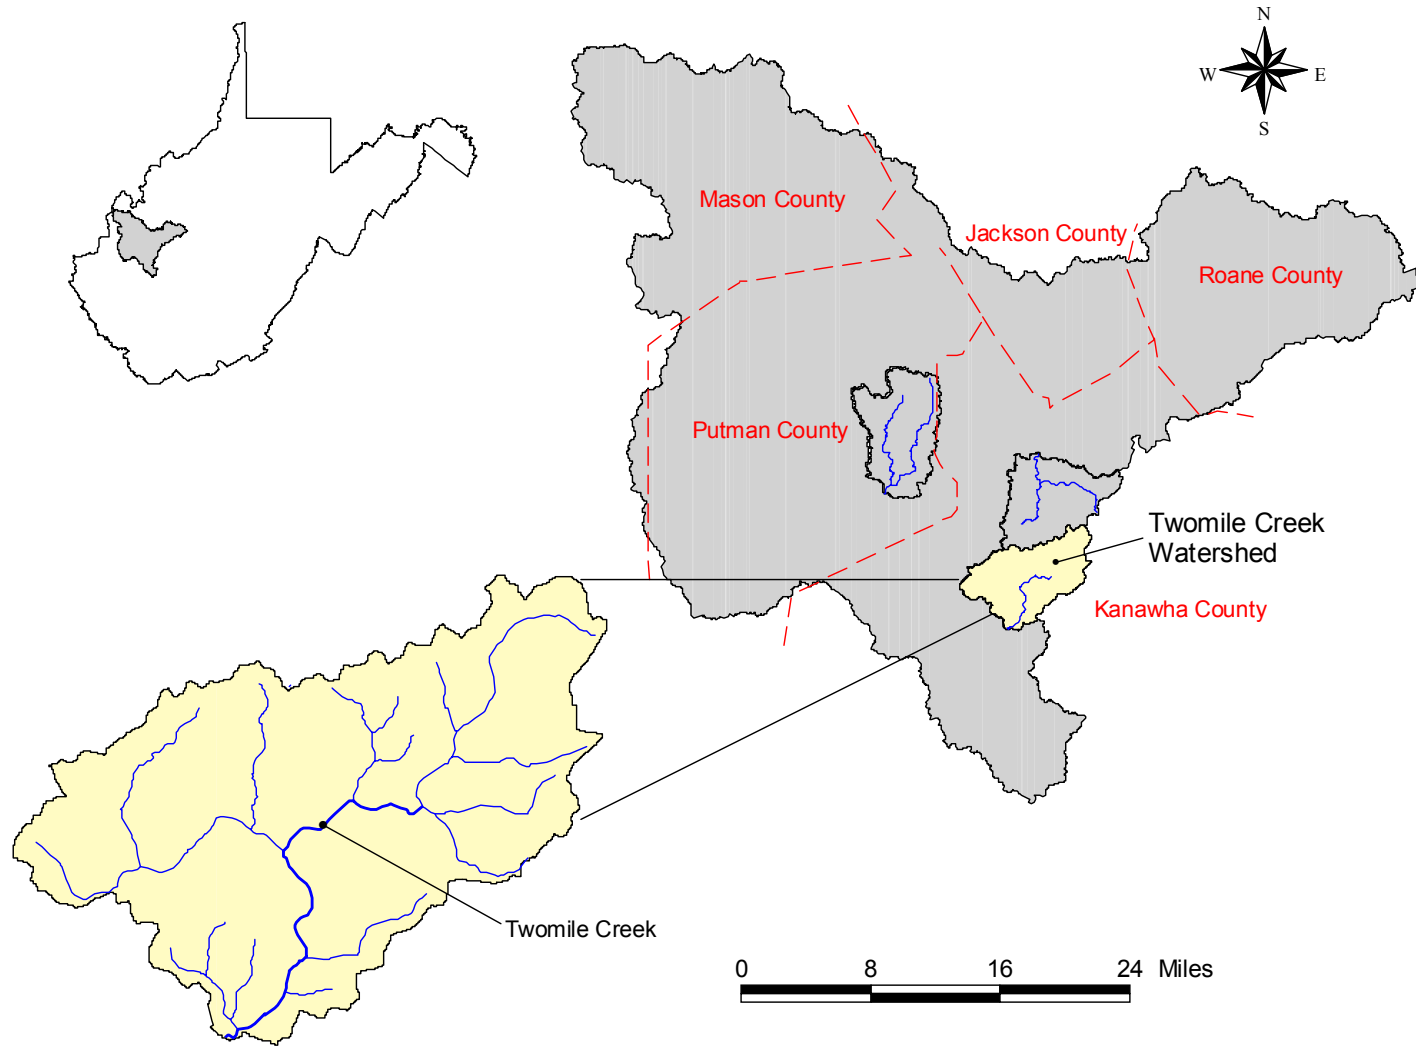 N
W
E
S
Mason County
Jackson County
Roane County
Putman County
Twomile Creek
Watershed
Kanawha County
Twomile Creek
0 8 16 24 Miles